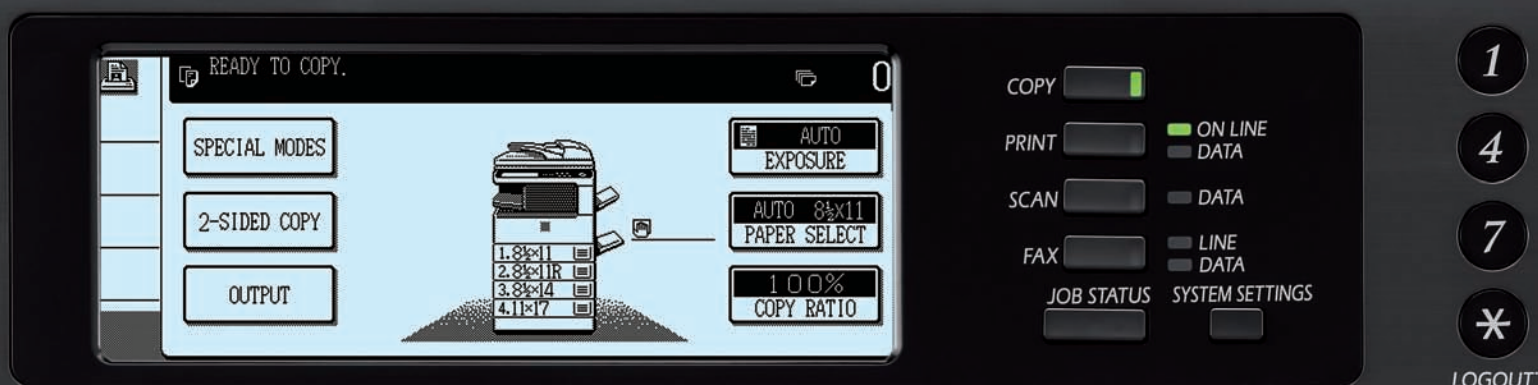 READY TO COPY.
0
SPECIAL MODES
2-SIDED COPY
OUTPUT
1.8½×11
2.8½×11R
3.8½×14
4.11×17
AUTO
EXPOSURE
AUTO 8½X11
PAPER SELECT
100%
COPY RATIO
COPY
PRINT
ON LINE
DATA
SCAN
DATA
FAX
LINE
DATA
JOB STATUS
SYSTEM SETTINGS
1
4
7
*
LOGOUT